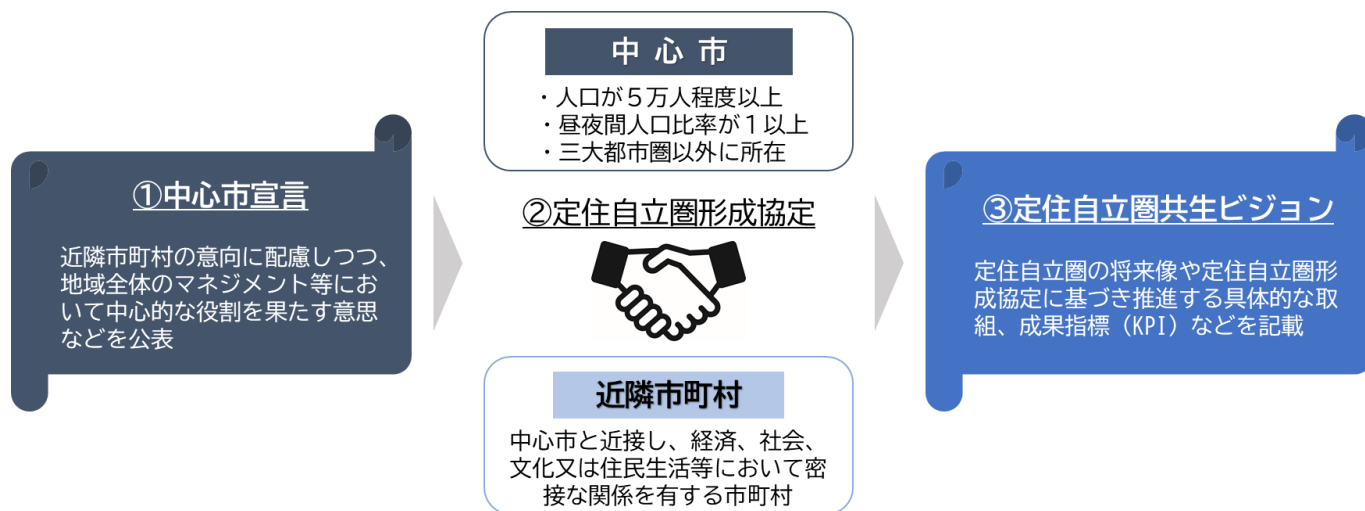 ①中心市宣言
近隣市町村の意向に配慮しつつ、
地域全体のマネジメント等にお
いて中心的な役割を果たす意思
などを公表
中 心 市
・人口が５万人程度以上
・昼夜間人口比率が１以上
・三大都市圏以外に所在
②定住自立圏形成協定
近隣市町村
中心市と近接し、経済、社会、
文化又は住民生活等において密
接な関係を有する市町村
③定住自立圏共生ビジョン
定住自立圏の将来像や定住自立圏形
成協定に基づき推進する具体的な取
組、成果指標（KPI）などを記載